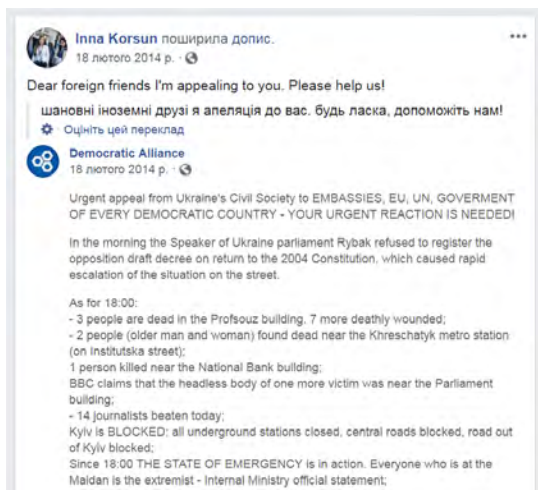 Inna Korsun поширила допис.
18 лютого 2014 р. ·
Dear foreign friends I'm appealing to you. Please help us!
шановні іноземні друзі я апеляція до вас. будь ласка, допоможіть нам!
· Оцініть цей переклад
Democratic Alliance
18 лютого 2014 р. ·
Urgent appeal from Ukraine's Civil Society to EMBASSIES, EU, UN, GOVERMENT
OF EVERY DEMOCRATIC COUNTRY - YOUR URGENT REACTION IS NEEDED!
In the morning the Speaker of Ukraine parliament Rybak refused to register the
opposition draft decree on return to the 2004 Constitution, which caused rapid
escalation of the situation on the street.
As for 18:00:
- 3 people are dead in the Profsouz building, 7 more deathly wounded;
- 2 people (older man and woman) found dead near the Khreschatyk metro station
(on Institutska street);
1 person killed near the National Bank building;
BBC claims that the headless body of one more victim was near the Parliament
building;
- 14 journalists beaten today;
Kyiv is BLOCKED: all underground stations closed, central roads blocked, road out
of Kyiv blocked;
Since 18:00 THE STATE OF EMERGENCY is in action. Everyone who is at the
Maidan is the extremist - Internal Ministry official statement;